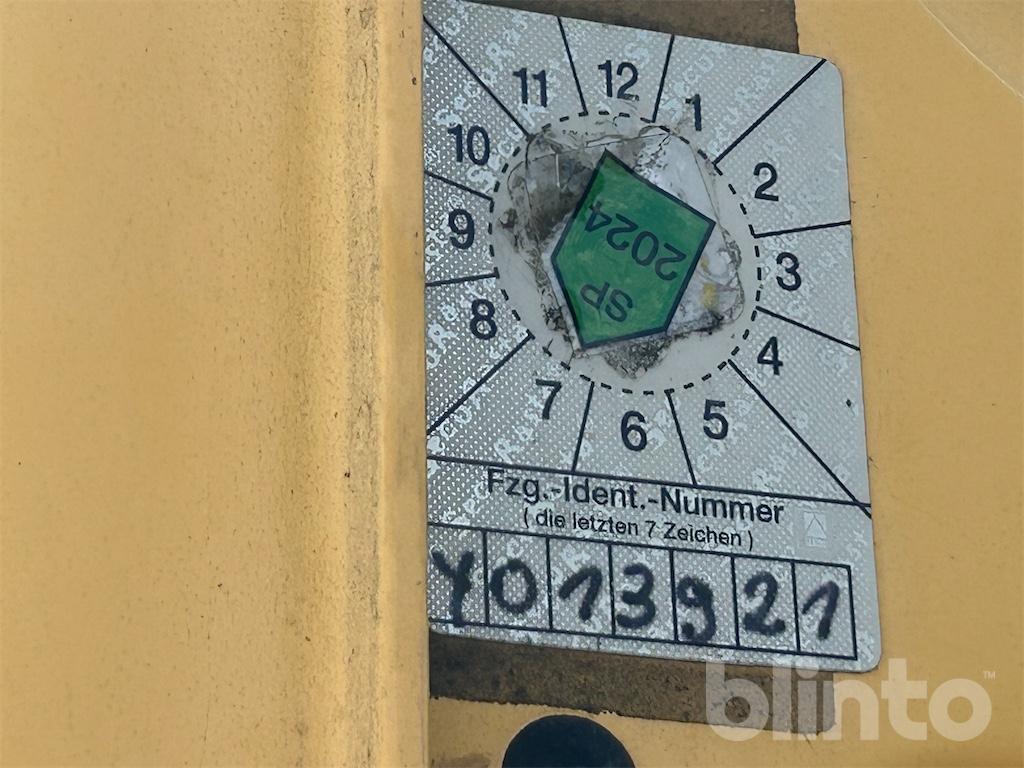 11 12 1
10 2
9 3
8 4
7 6 5
SP
2024
Fzg.-Ident.-Nummer
( die letzten 7 Zeichen )
Y013921
blinto™